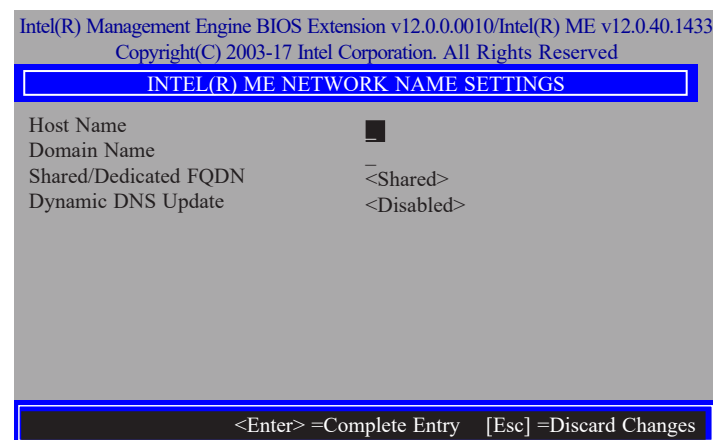 Intel(R) Management Engine BIOS Extension v12.0.0.0010/Intel(R) ME v12.0.40.1433
Copyright(C) 2003-17 Intel Corporation. All Rights Reserved
INTEL(R) ME NETWORK NAME SETTINGS
Host Name _
Domain Name _
Shared/Dedicated FQDN <Shared>
Dynamic DNS Update <Disabled>
<Enter> =Complete Entry [Esc] =Discard Changes